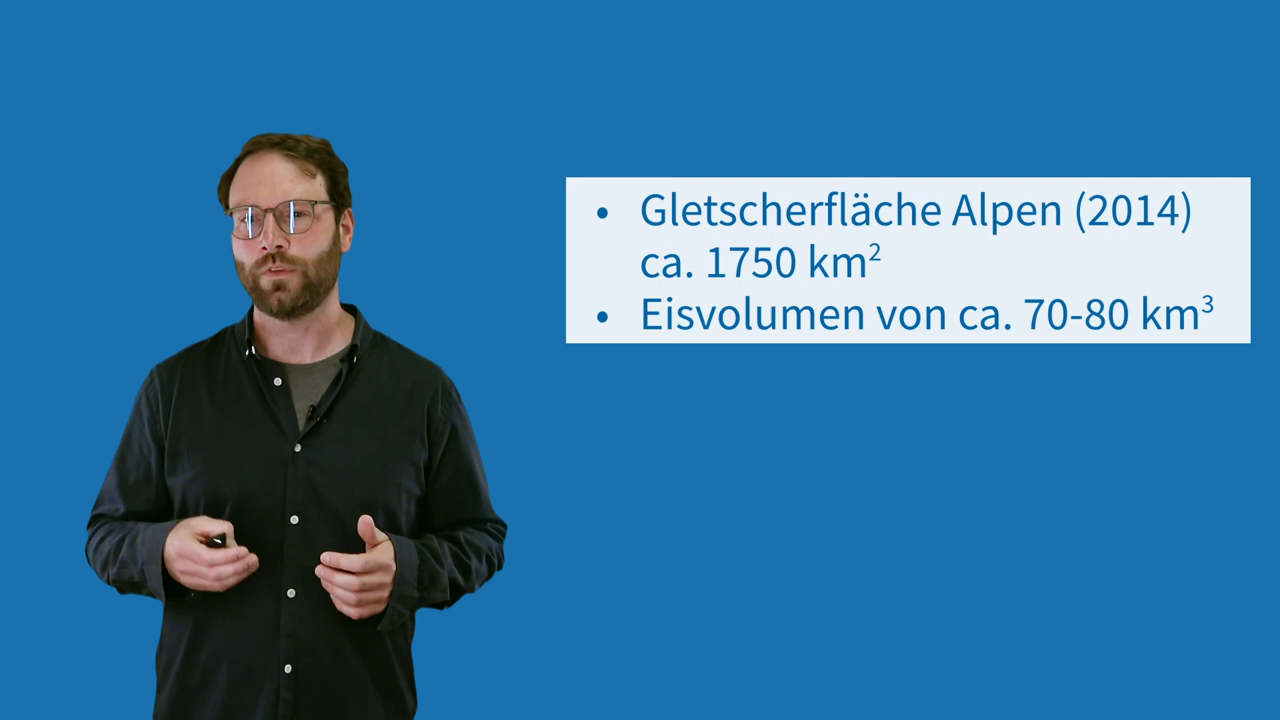 • Gletscherfläche Alpen (2014)
ca. 1750 km²
• Eisvolumen von ca. 70-80 km³